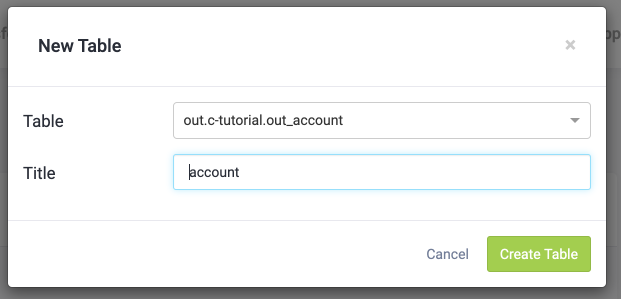 New Table
×
Table
out.c-tutorial.out_account
Title
account
Cancel
Create Table